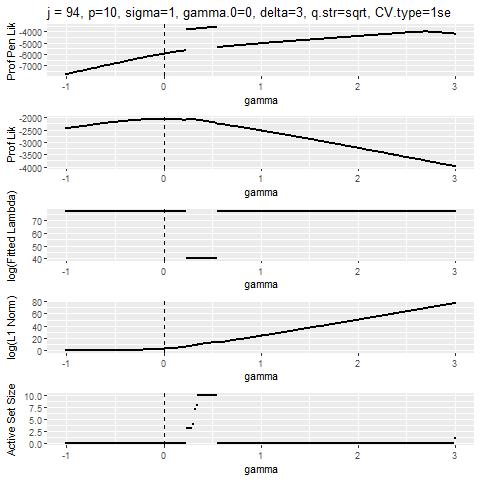 j = 94, p=10, sigma=1, gamma.0=0, delta=3, q.str=sqrt, CV.type=1se
Prof Pen Lik
-4000
-5000
-6000
-7000
-1 0 1 2 3
gamma
Prof Lik
-2000
-2500
-3000
-3500
-4000
-1 0 1 2 3
gamma
log(Fitted Lambda)
70
60
50
40
-1 0 1 2 3
gamma
log(L1 Norm)
80
60
40
20
0
-1 0 1 2 3
gamma
Active Set Size
10.0
7.5
5.0
2.5
0.0
-1 0 1 2 3
gamma